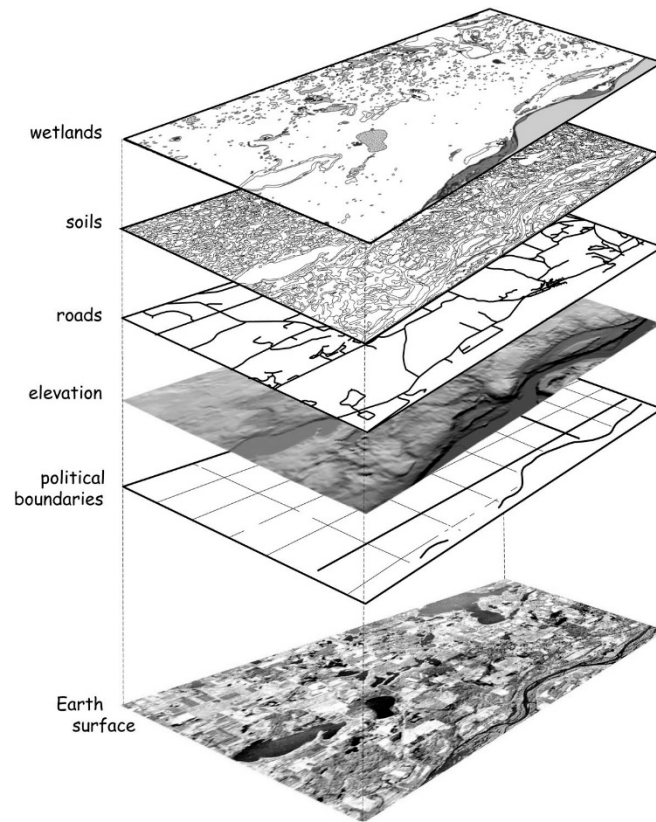 wetlands
soils
roads
elevation
political
boundaries
Earth
surface